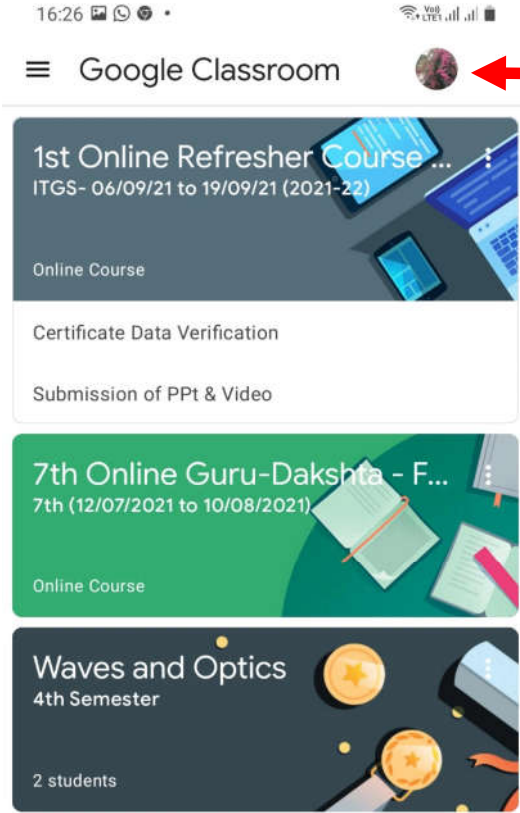 16:26
Vo9) LTE1
Google Classroom
1st Online Refresher Course ...
ITGS- 06/09/21 to 19/09/21 (2021-22)
Online Course
Certificate Data Verification
Submission of PPt & Video
7th Online Guru-Dakshta - F...
7th (12/07/2021 to 10/08/2021)
Online Course
Waves and Optics
4th Semester
2 students